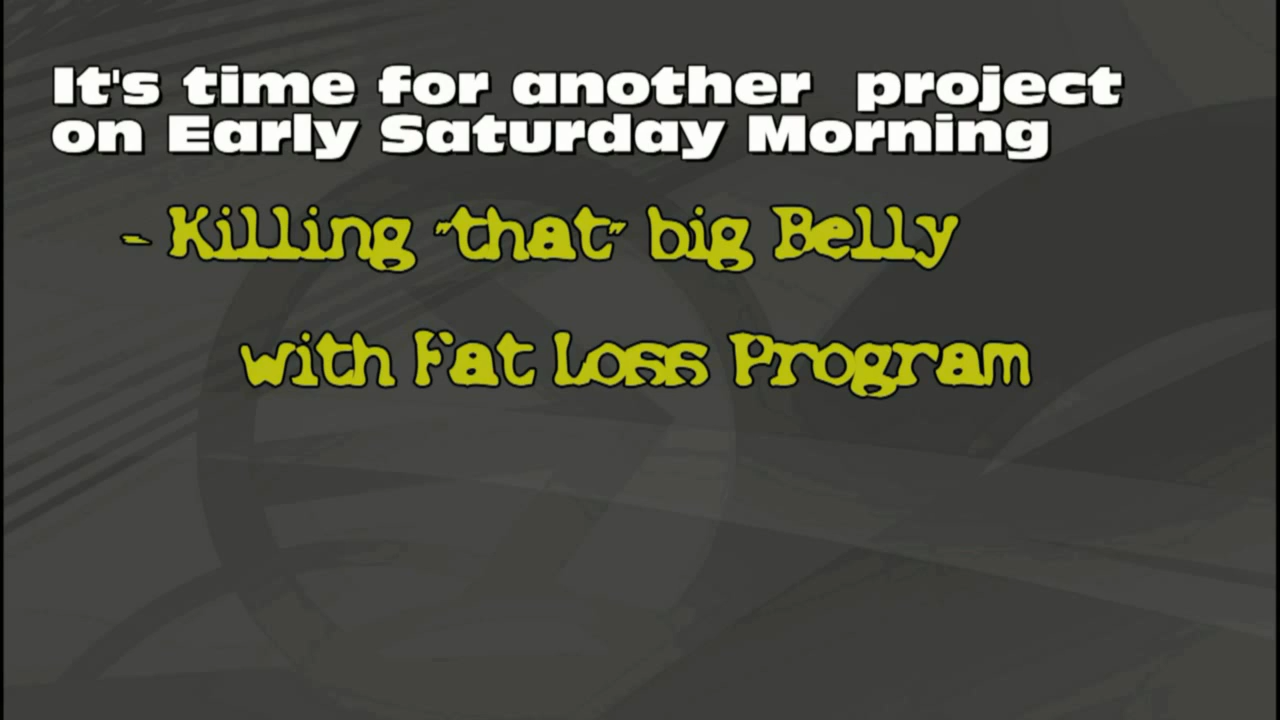 It's time for another project
on Early Saturday Morning
- Killing "that" big Belly
with Fat Loss Program